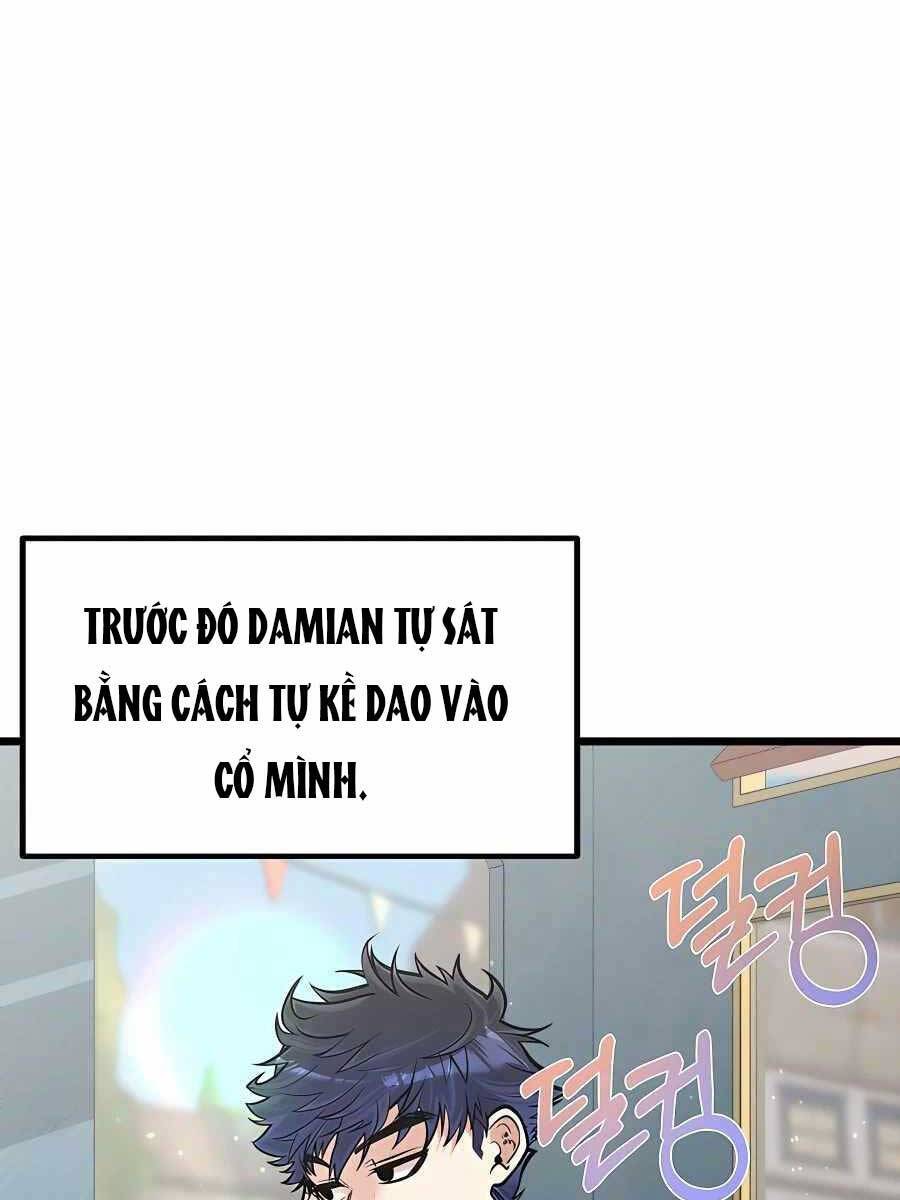 TRƯỚC ĐÓ DAMIAN TỰ SÁT
BẰNG CÁCH TỰ KỀ DAO VÀO
CỔ MÌNH.
덜컹
덜컹